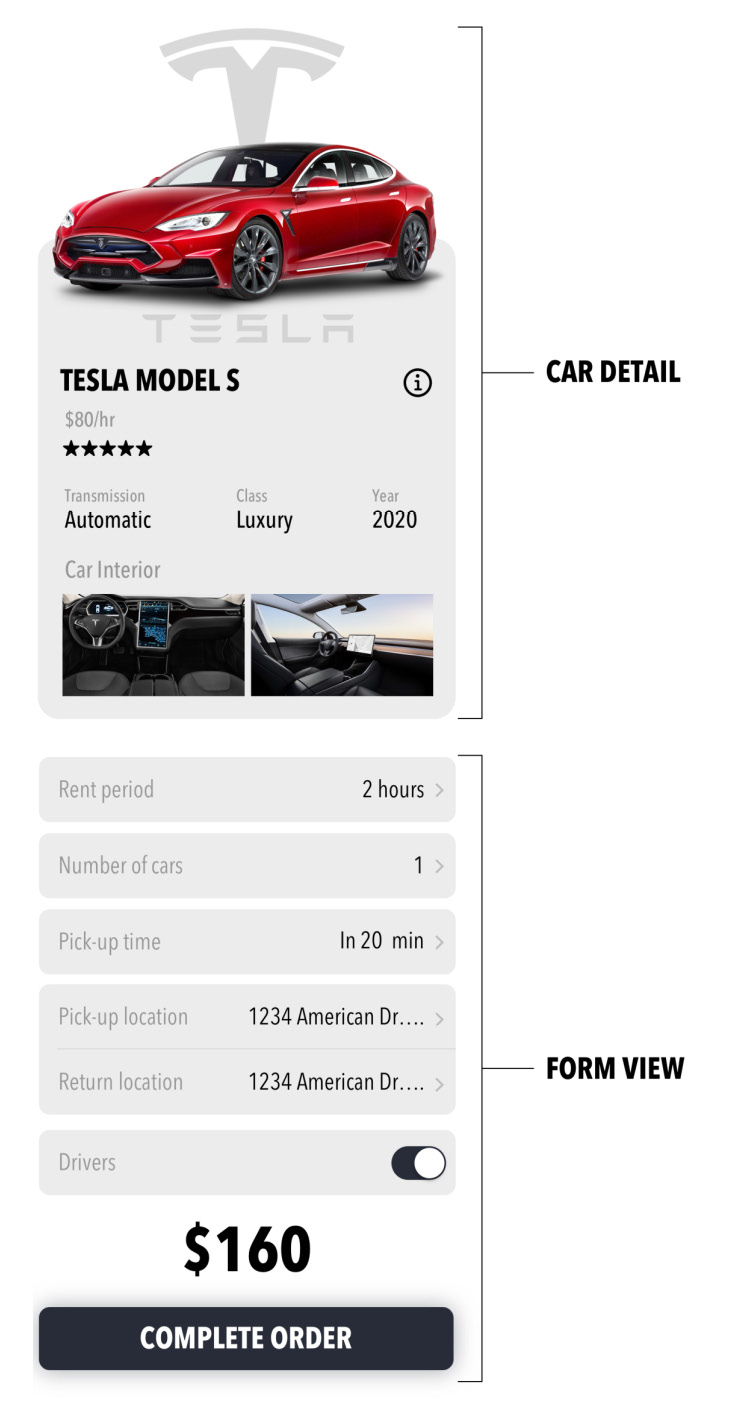 TESLA
TESLA MODEL S
$80/hr
Transmission Class Year
Automatic Luxury 2020
Car Interior
CAR DETAIL
Rent period 2 hours
Number of cars 1
Pick-up time In 20 min
Pick-up location 1234 American Dr....
Return location 1234 American Dr....
Drivers
$160
COMPLETE ORDER
FORM VIEW